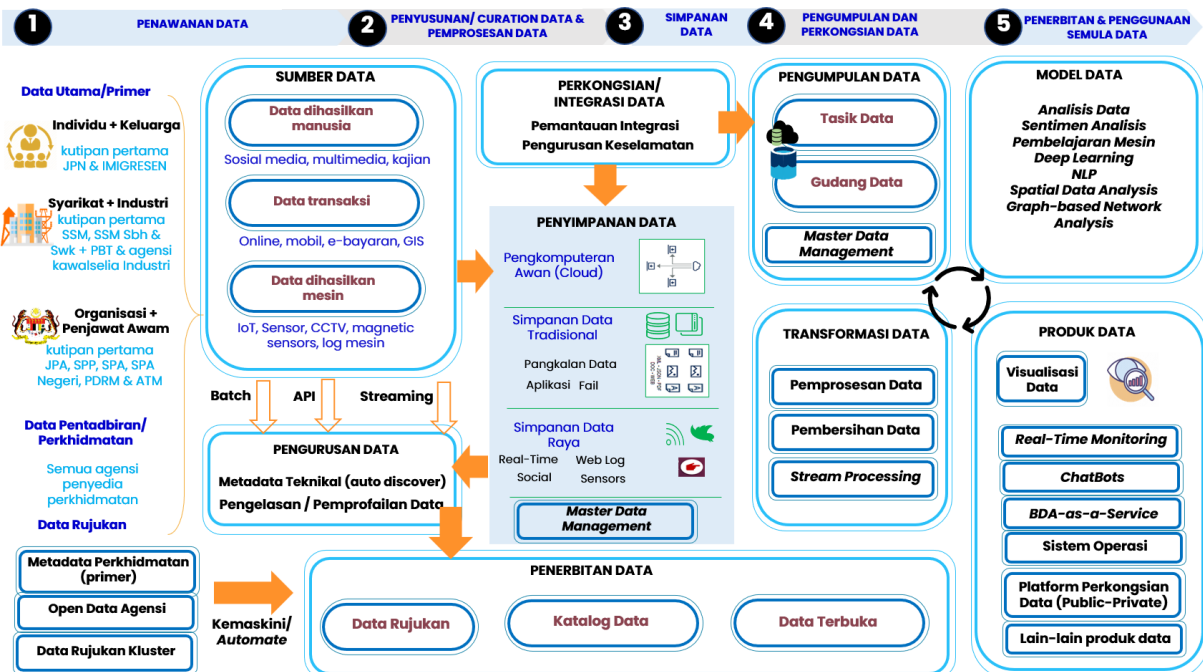 1
PENAWANAN DATA
2
PENYUSUNAN/ CURATION DATA &
PEMPROSESAN DATA
3
SIMPANAN
DATA
4
PENGUMPULAN DAN
PERKONGSIAN DATA
5
PENERBITAN & PENGGUNAAN
SEMULA DATA
Data Utama/Primer
Individu + Keluarga
kutipan pertama
JPN & IMIGRESEN
Syarikat + Industri
kutipan pertama
SSM, SSM Sbh &
Swk + PBT & agensi
kawalselia Industri
Organisasi +
Penjawat Awam
kutipan pertama
JPA, SPP, SPA, SPA
Negeri, PDRM & ATM
Data Pentadbiran/
Perkhidmatan
Semua agensi
penyedia
perkhidmatan
Data Rujukan
Metadata Perkhidmatan
(primer)
Open Data Agensi
Data Rujukan Kluster
SUMBER DATA
Data dihasilkan
manusia
Sosial media, multimedia, kajian
Data transaksi
Online, mobil, e-bayaran, GIS
Data dihasilkan
mesin
IoT, Sensor, CCTV, magnetic
sensors, log mesin
Batch
API
Streaming
PENGURUSAN DATA
Metadata Teknikal (auto discover)
Pengelasan / Pemprofailan Data
Kemaskini/
Automate
PERKONGSIAN/
INTEGRASI DATA
Pemantauan Integrasi
Pengurusan Keselamatan
PENYIMPANAN DATA
Pengkomputeran
Awan (Cloud)
Simpanan Data
Tradisional
Pangkalan Data
Aplikasi Fail
Simpanan Data
Raya
Real-Time Web Log
Social Sensors
Master Data
Management
PENERBITAN DATA
Data Rujukan
Katalog Data
Data Terbuka
PENGUMPULAN DATA
Tasik Data
Gudang Data
Master Data
Management
TRANSFORMASI DATA
Pemprosesan Data
Pembersihan Data
Stream Processing
MODEL DATA
Analisis Data
Sentimen Analisis
Pembelajaran Mesin
Deep Learning
NLP
Spatial Data Analysis
Graph-based Network
Analysis
PRODUK DATA
Visualisasi
Data
Real-Time Monitoring
ChatBots
BDA-as-a-Service
Sistem Operasi
Platform Perkongsian
Data (Public-Private)
Lain-lain produk data